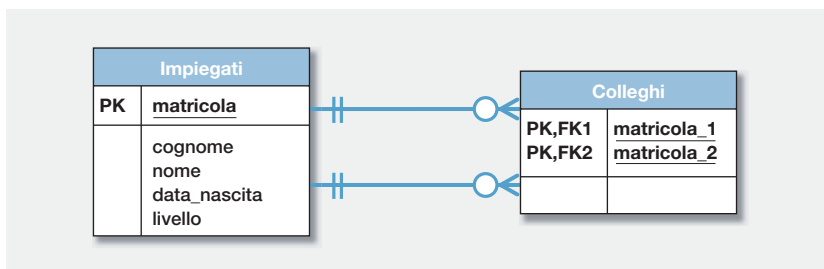 Impiegati
PK matricola
cognome
nome
data_nascita
livello
Colleghi
PK,FK1 matricola_1
PK,FK2 matricola_2